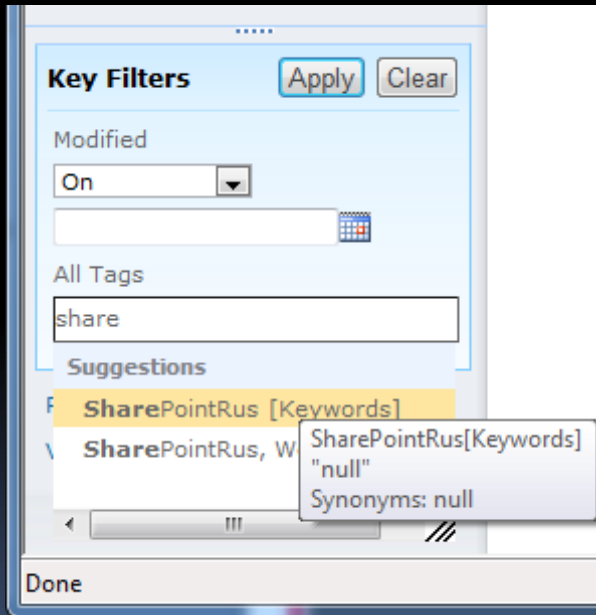 Key Filters Apply Clear
Modified
On
All Tags
share
Suggestions
SharePointRus [Keywords]
SharePointRus,
SharePointRus[Keywords]
"null"
Synonyms: null
Done